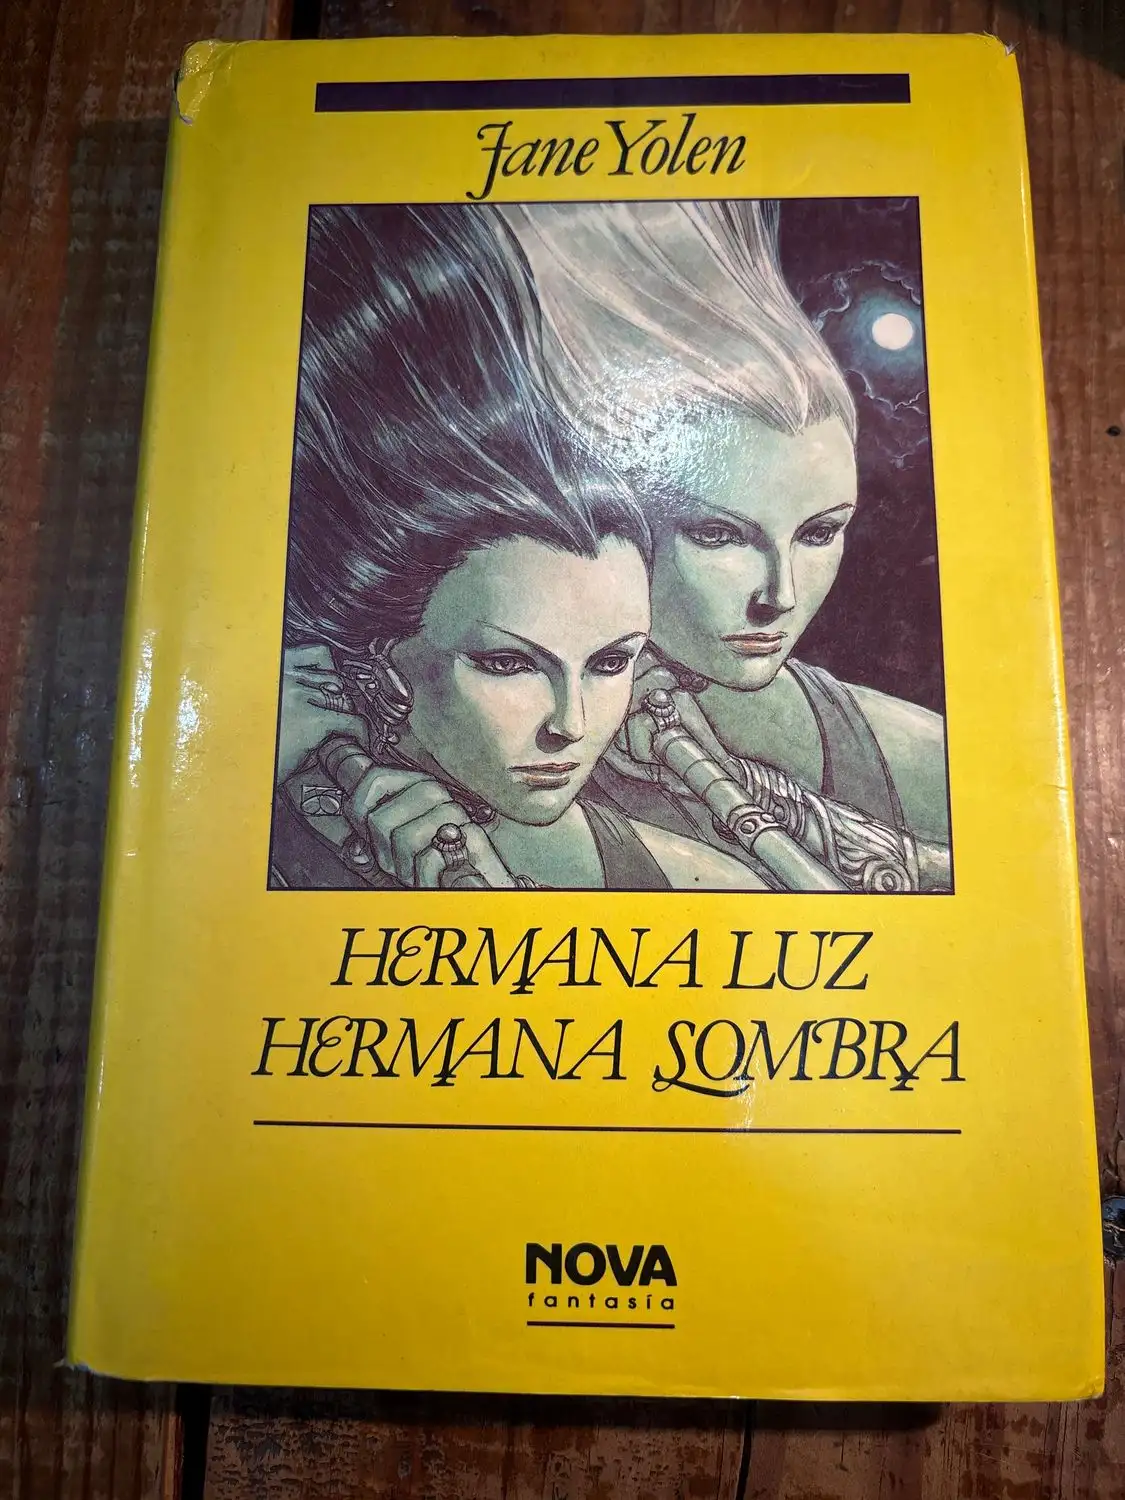 Jane Yolen
HERMANA LUZ
HERMANA SOMBRA
NOVA
fantasía